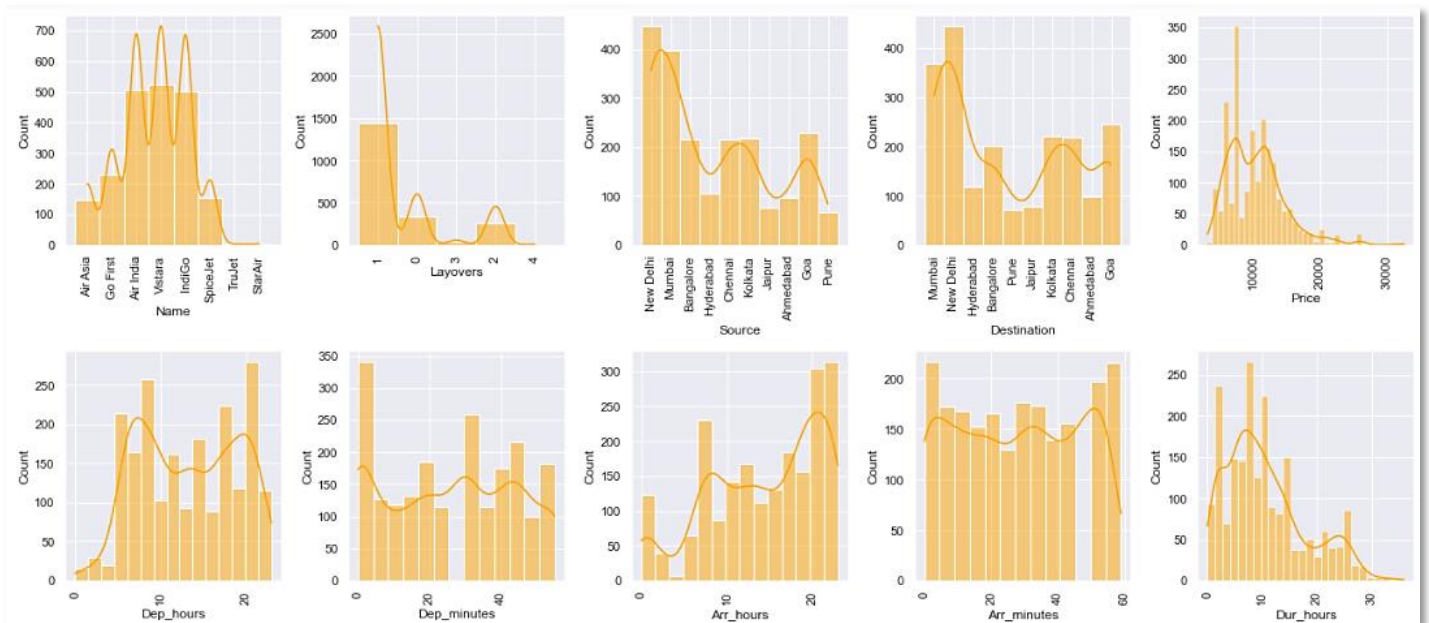 Count
700
600
500
400
300
200
100
0
Air Asia
Go First
Air India
Vistara
IndiGo
SpiceJet
TruJet
StarAir
Name
Count
2500
2000
1500
1000
500
0
1
0
3
2
4
Layovers
Count
400
300
200
100
0
New Delhi
Mumbai
Bangalore
Hyderabad
Chennai
Kolkata
Jaipur
Ahmedabad
Goa
Pune
Source
Count
400
300
200
100
0
Mumbai
New Delhi
Hyderabad
Bangalore
Pune
Jaipur
Kolkata
Chennai
Ahmedabad
Goa
Destination
Count
350
300
250
200
150
100
50
0
10000
20000
30000
Price
Count
250
200
150
100
50
0
0
10
20
Dep_hours
Count
350
300
250
200
150
100
50
0
0
20
40
Dep_minutes
Count
300
250
200
150
100
50
0
0
10
20
Arr_hours
Count
200
150
100
50
0
0
20
40
60
Arr_minutes
Count
250
200
150
100
50
0
0
10
20
30
Dur_hours